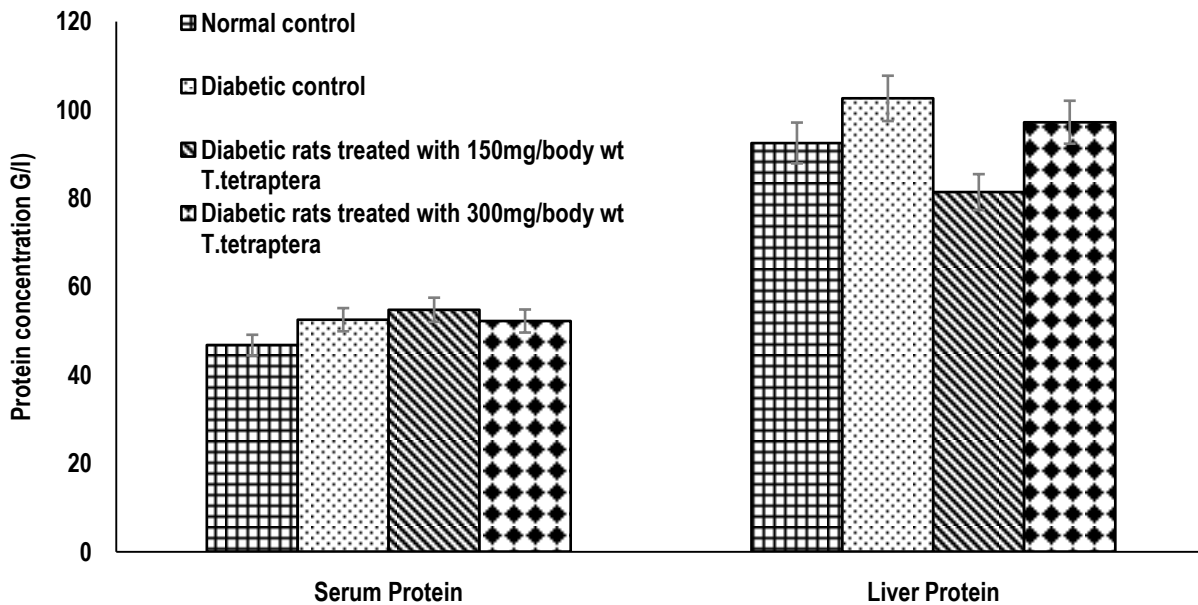 120
100
80
60
40
20
0
Protein concentration G/l)
Normal control
Diabetic control
Diabetic rats treated with 150mg/body wt
T.tetraptera
Diabetic rats treated with 300mg/body wt
T.tetraptera
Serum Protein
Liver Protein